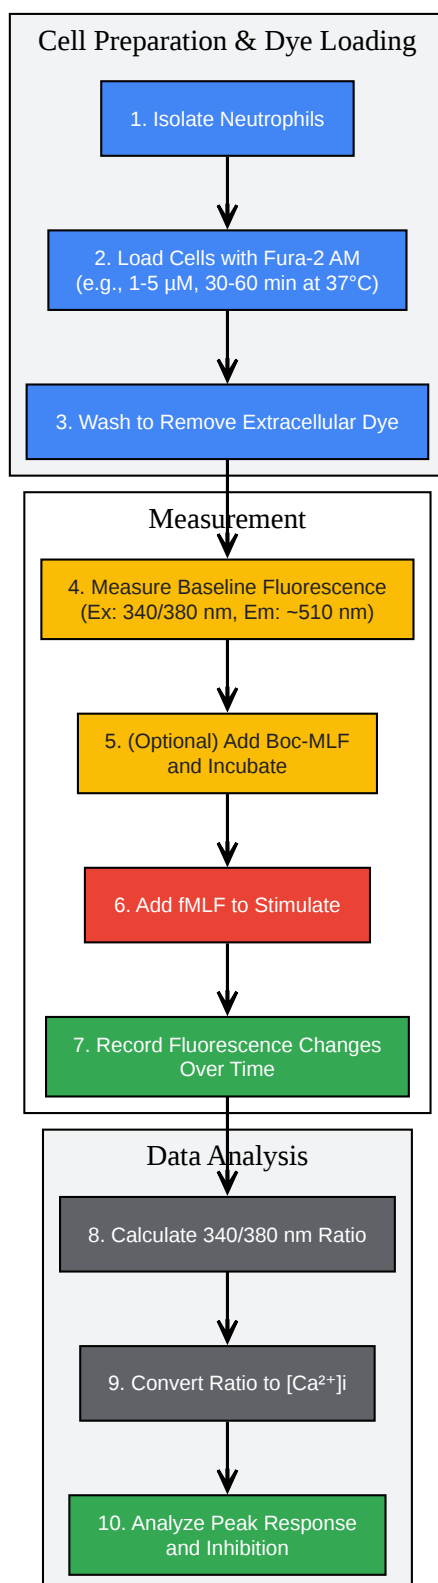 Cell Preparation & Dye Loading
1. Isolate Neutrophils
2. Load Cells with Fura-2 AM
(e.g., 1-5 µM, 30-60 min at 37°C)
3. Wash to Remove Extracellular Dye
Measurement
4. Measure Baseline Fluorescence
(Ex: 340/380 nm, Em: ~510 nm)
5. (Optional) Add Boc-MLF
and Incubate
6. Add fMLF to Stimulate
7. Record Fluorescence Changes
Over Time
Data Analysis
8. Calculate 340/380 nm Ratio
9. Convert Ratio to [Ca²⁺]i
10. Analyze Peak Response
and Inhibition